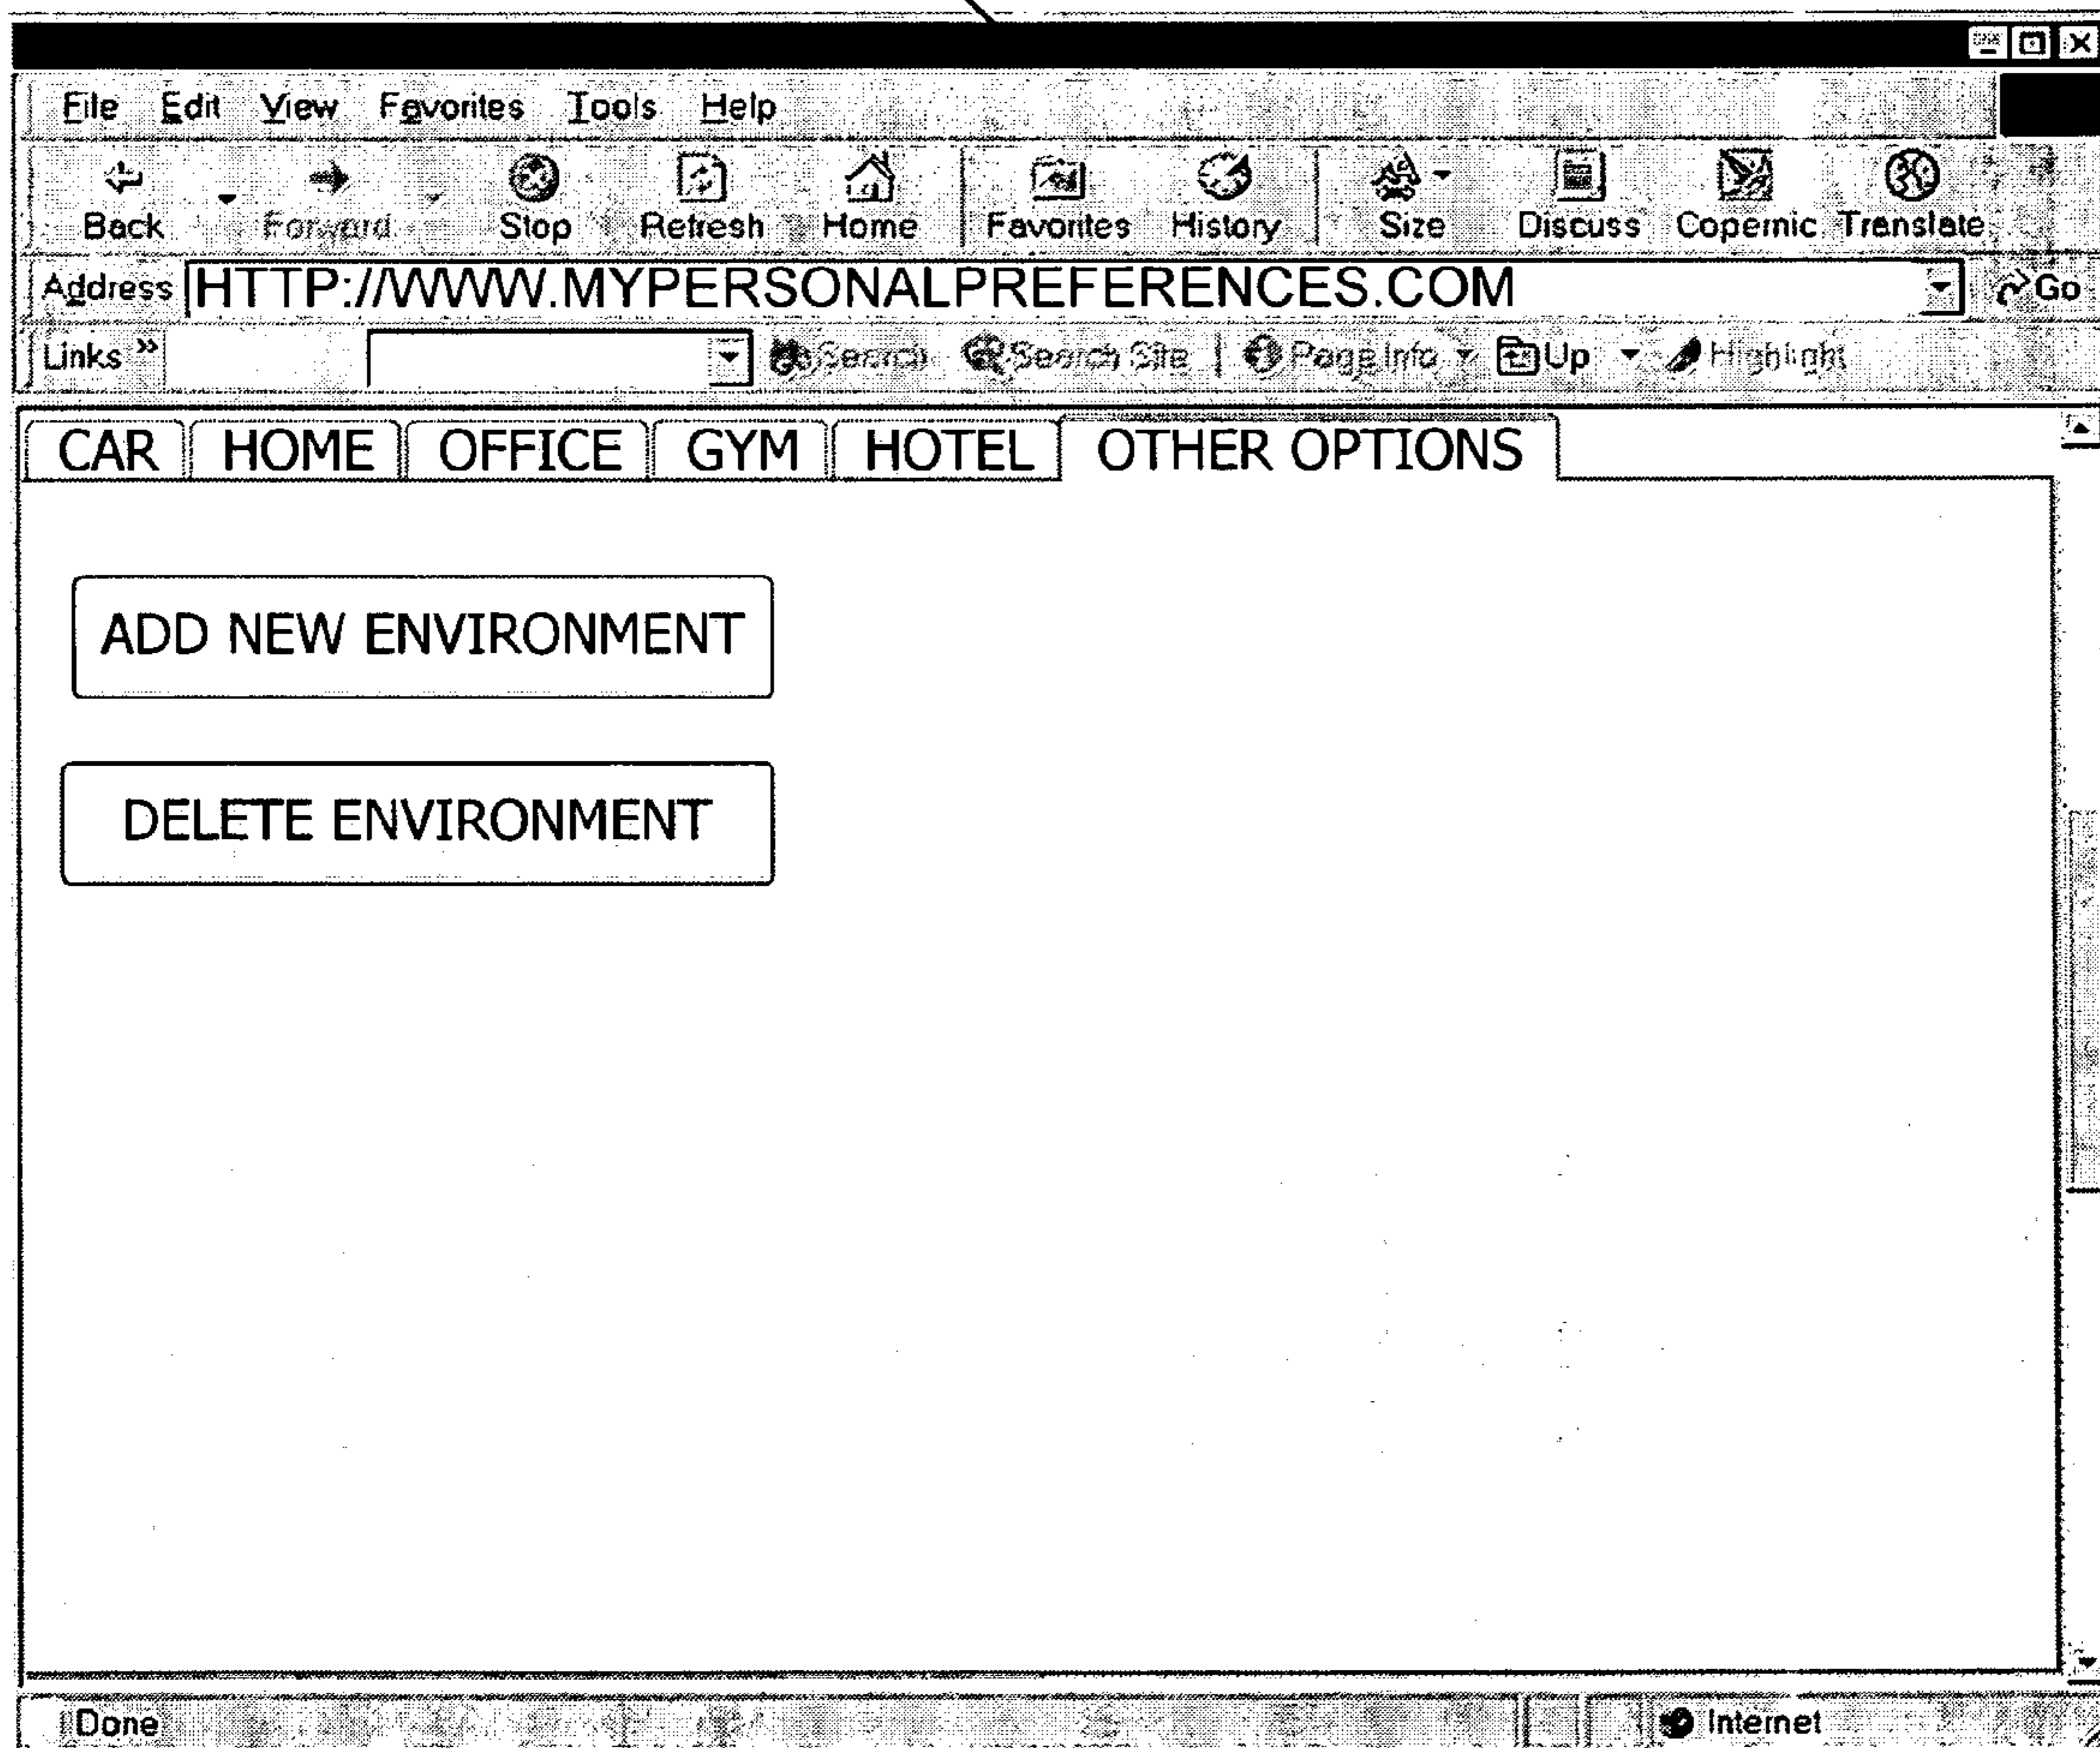 File Edit View Favorites Tools Help
Back Forward Stop Refresh Home Favorites History Size Discuss Copernic Translate
Address HTTP://WWW.MYPERSONALPREFERENCES.COM Go
Links » Search Search Site Page Info Up Highlight
CAR HOME OFFICE GYM HOTEL OTHER OPTIONS
ADD NEW ENVIRONMENT
DELETE ENVIRONMENT
Done Internet